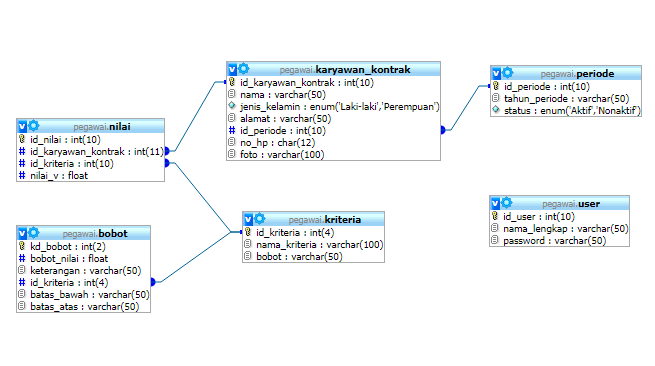 pegawai.karyawan_kontrak
id_karyawan_kontrak : int(10)
nama : varchar(50)
jenis_kelamin : enum('Laki-laki','Perempuan')
alamat : varchar(50)
id_periode : int(10)
no_hp : char(12)
foto : varchar(100)
pegawai.periode
id_periode : int(10)
tahun_periode : varchar(50)
status : enum('Aktif','Nonaktif')
pegawai.nilai
id_nilai : int(10)
id_karyawan_kontrak : int(11)
id_kriteria : int(10)
nilai_v : float
pegawai.kriteria
id_kriteria : int(4)
nama_kriteria : varchar(100)
bobot : varchar(50)
pegawai.user
id_user : int(10)
nama_lengkap : varchar(50)
password : varchar(50)
pegawai.bobot
kd_bobot : int(2)
bobot_nilai : float
keterangan : varchar(50)
id_kriteria : int(4)
batas_bawah : varchar(50)
batas_atas : varchar(50)